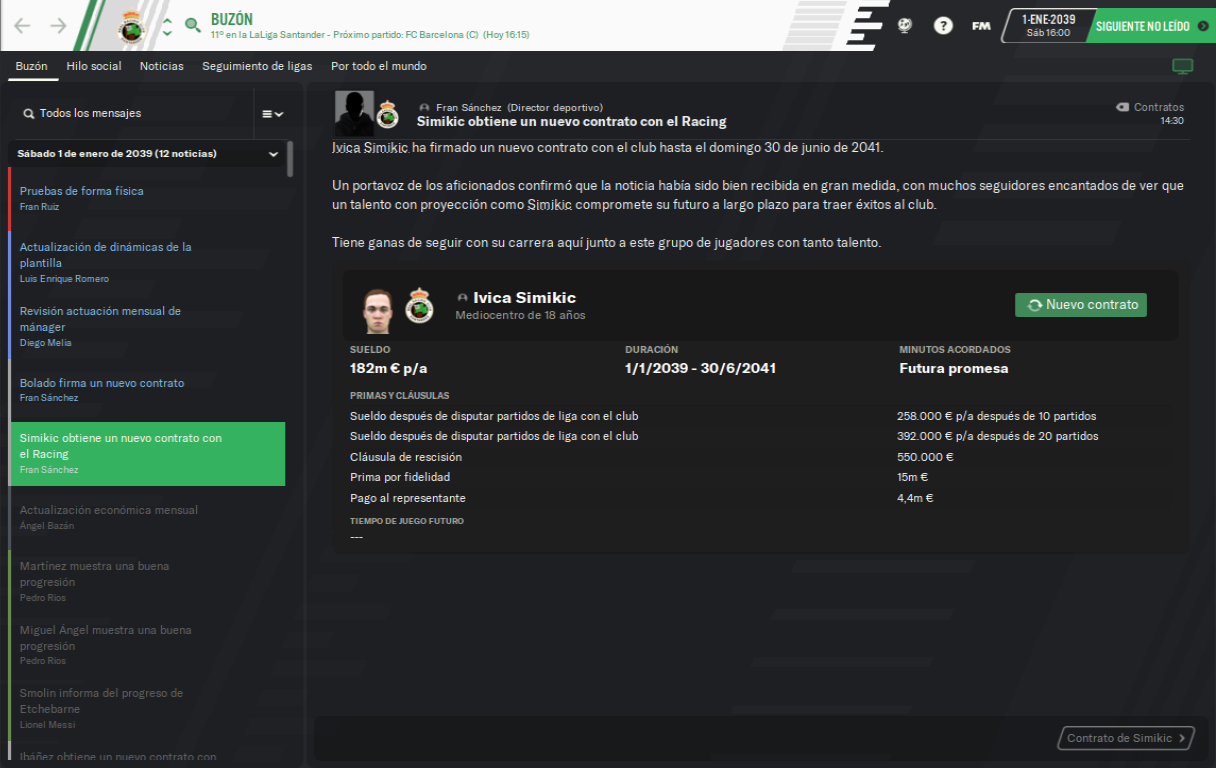 BUZÓN
11º en la LaLiga Santander - Próximo partido: FC Barcelona (C) (Hoy 16:15)
?
FM
1-ENE-2039
Sáb 16:00
SIGUIENTE NO LEÍDO
Buzón Hilo social Noticias Seguimiento de ligas Por todo el mundo
Todos los mensajes
Sábado 1 de enero de 2039 (12 noticias)
Pruebas de forma física
Fran Ruiz
Actualización de dinámicas de la
plantilla
Luis Enrique Romero
Revisión actuación mensual de
mánager
Diego Melia
Bolado firma un nuevo contrato
Fran Sánchez
Simikic obtiene un nuevo contrato con
el Racing
Fran Sánchez
Actualización económica mensual
Ángel Bazán
Martínez muestra una buena
progresión
Pedro Ríos
Miguel Ángel muestra una buena
progresión
Pedro Ríos
Smolin informa del progreso de
Etchebarne
Lionel Messi
Ibáñez obtiene un nuevo contrato con
Fran Sánchez (Director deportivo)
Simikic obtiene un nuevo contrato con el Racing
Contratos
14:30
Ivica Simikic ha firmado un nuevo contrato con el club hasta el domingo 30 de junio de 2041.
Un portavoz de los aficionados confirmó que la noticia había sido bien recibida en gran medida, con muchos seguidores encantados de ver que
un talento con proyección como Simikic compromete su futuro a largo plazo para traer éxitos al club.
Tiene ganas de seguir con su carrera aquí junto a este grupo de jugadores con tanto talento.
Ivica Simikic
Mediocentro de 18 años
Nuevo contrato
SUELDO DURACIÓN MINUTOS ACORDADOS
182m € p/a 1/1/2039 - 30/6/2041 Futura promesa
PRIMAS Y CLÁUSULAS
Sueldo después de disputar partidos de liga con el club 258.000 € p/a después de 10 partidos
Sueldo después de disputar partidos de liga con el club 392.000 € p/a después de 20 partidos
Cláusula de rescisión 550.000 €
Prima por fidelidad 15m €
Pago al representante 4,4m €
TIEMPO DE JUEGO FUTURO
---
Contrato de Simikic